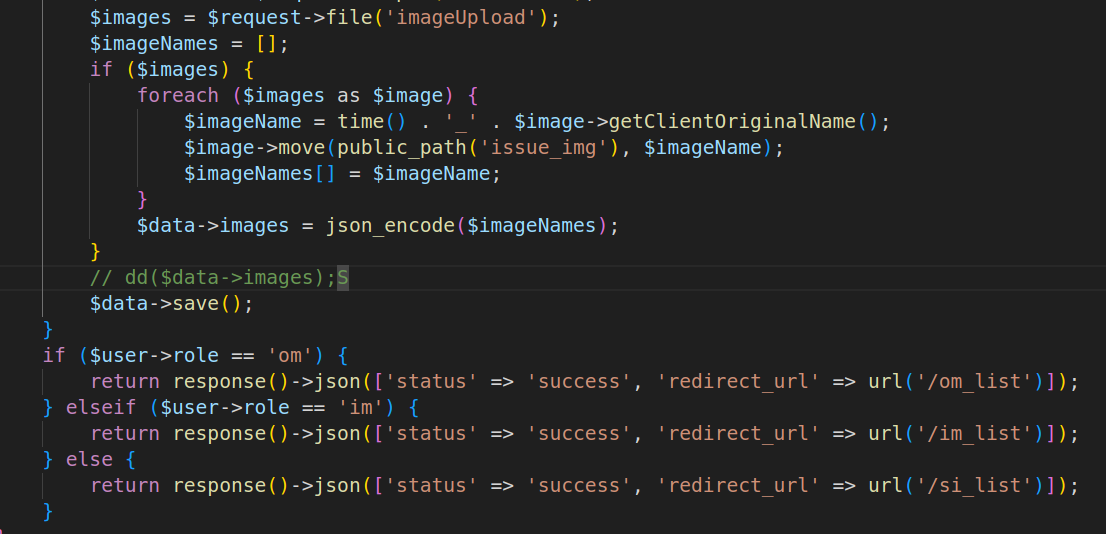 $images = $request->file('imageUpload');
$imageNames = [];
if ($images) {
foreach ($images as $image) {
$imageName = time() . '_' . $image->getClientOriginalName();
$image->move(public_path('issue_img'), $imageName);
$imageNames[] = $imageName;
}
$data->images = json_encode($imageNames);
}
// dd($data->images);S
$data->save();
}
if ($user->role == 'om') {
return response()->json(['status' => 'success', 'redirect_url' => url('/om_list')]);
} elseif ($user->role == 'im') {
return response()->json(['status' => 'success', 'redirect_url' => url('/im_list')]);
} else {
return response()->json(['status' => 'success', 'redirect_url' => url('/si_list')]);
}